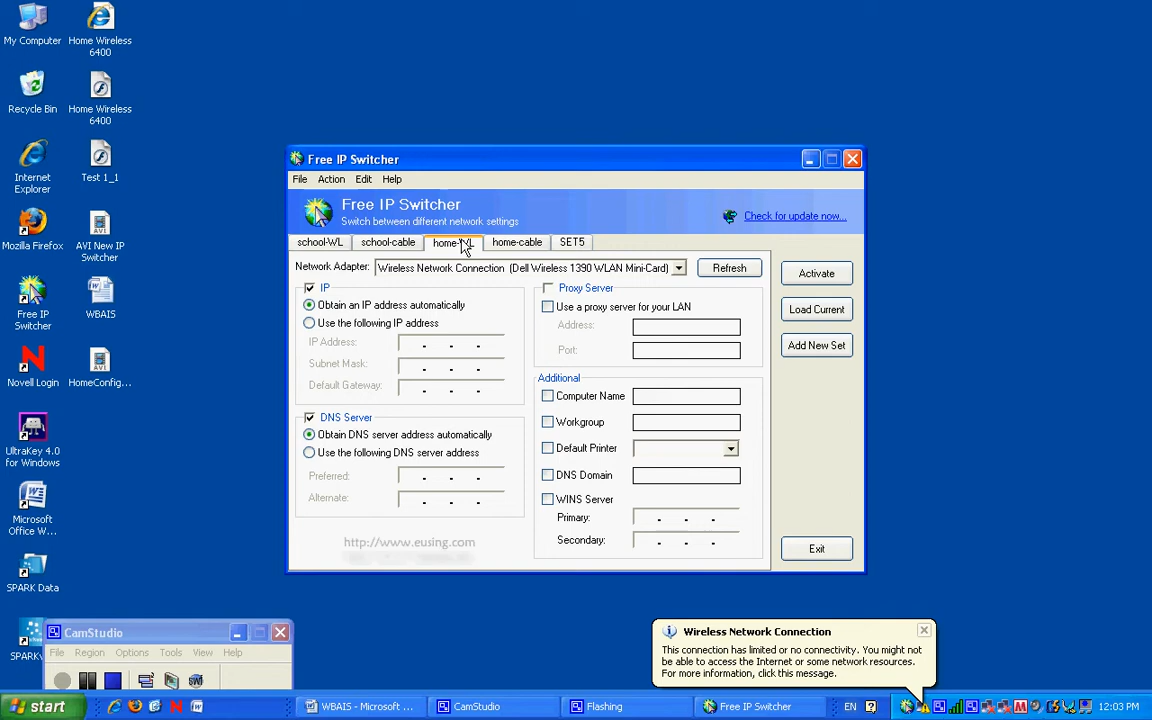 My Computer
Home Wireless
6400
Recycle Bin
Home Wireless
6400
Internet
Explorer
Test 1_1
Mozilla Firefox
AVI New IP
Switcher
Free IP
Switcher
WBAIS
Novell Login
HomeConfig...
UltraKey 4.0
for Windows
Microsoft
Office W...
SPARK Data
SPARKv
Free IP Switcher
File Action Edit Help
Free IP Switcher
Switch between different network settings
Check for update now...
school-WL school-cable home-WL home-cable SET5
Network Adapter: Wireless Network Connection (Dell Wireless 1390 WLAN Mini-Card) Refresh
IP
Obtain an IP address automatically
Use the following IP address
IP Address:
Subnet Mask:
Default Gateway:
DNS Server
Obtain DNS server address automatically
Use the following DNS server address
Preferred:
Alternate:
http://www.eusing.com
Proxy Server
Use a proxy server for your LAN
Address:
Port:
Additional
Computer Name
Workgroup
Default Printer
DNS Domain
WINS Server
Primary:
Secondary:
Activate
Load Current
Add New Set
Exit
CamStudio
File Region Options Tools View Help
Wireless Network Connection
This connection has limited or no connectivity. You might not
be able to access the Internet or some network resources.
For more information, click this message.
start WBAIS - Microsoft ... CamStudio Flashing Free IP Switcher EN 12:03 PM